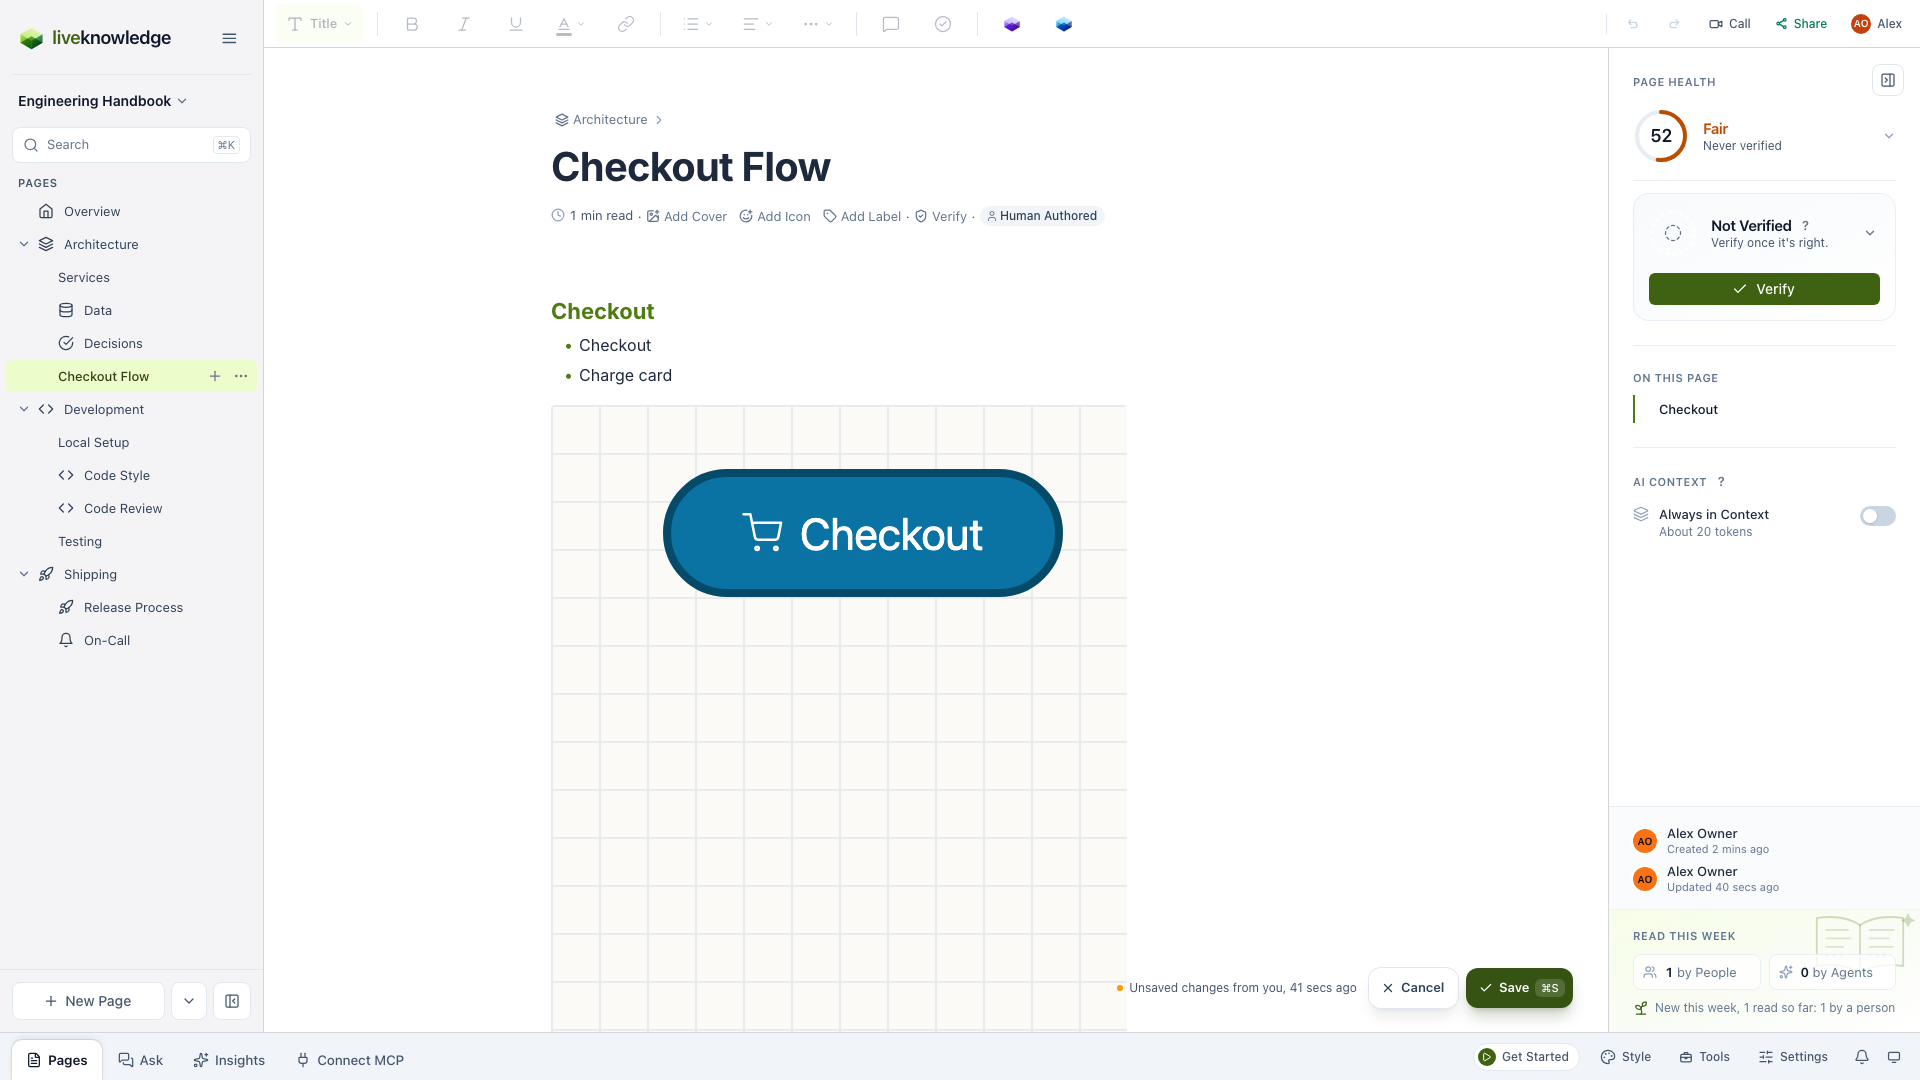 liveknowledge
Engineering Handbook
Search ⌘K
PAGES
Overview
Architecture
Services
Data
Decisions
Checkout Flow
Development
Local Setup
Code Style
Code Review
Testing
Shipping
Release Process
On-Call
New Page
Title
Call
Share
AO Alex
Architecture
Checkout Flow
1 min read · Add Cover Add Icon Add Label · Verify · Human Authored
Checkout
• Checkout
• Charge card
Checkout
Unsaved changes from you, 41 secs ago
Cancel
Save ⌘S
PAGE HEALTH
52
Fair
Never verified
Not Verified ?
Verify once it's right.
Verify
ON THIS PAGE
Checkout
AI CONTEXT ?
Always in Context
About 20 tokens
AO Alex Owner
Created 2 mins ago
AO Alex Owner
Updated 40 secs ago
READ THIS WEEK
1 by People
0 by Agents
New this week, 1 read so far: 1 by a person
Pages
Ask
Insights
Connect MCP
Get Started
Style
Tools
Settings